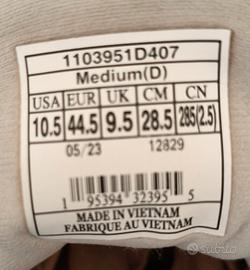 1103951D407
Medium(D)
USA EUR UK CM CN
10.5 44.5 9.5 28.5 285(2.5)
05/23 12829
1 95394 32395 5
MADE IN VIETNAM
FABRIQUE AU VIETNAM
subito